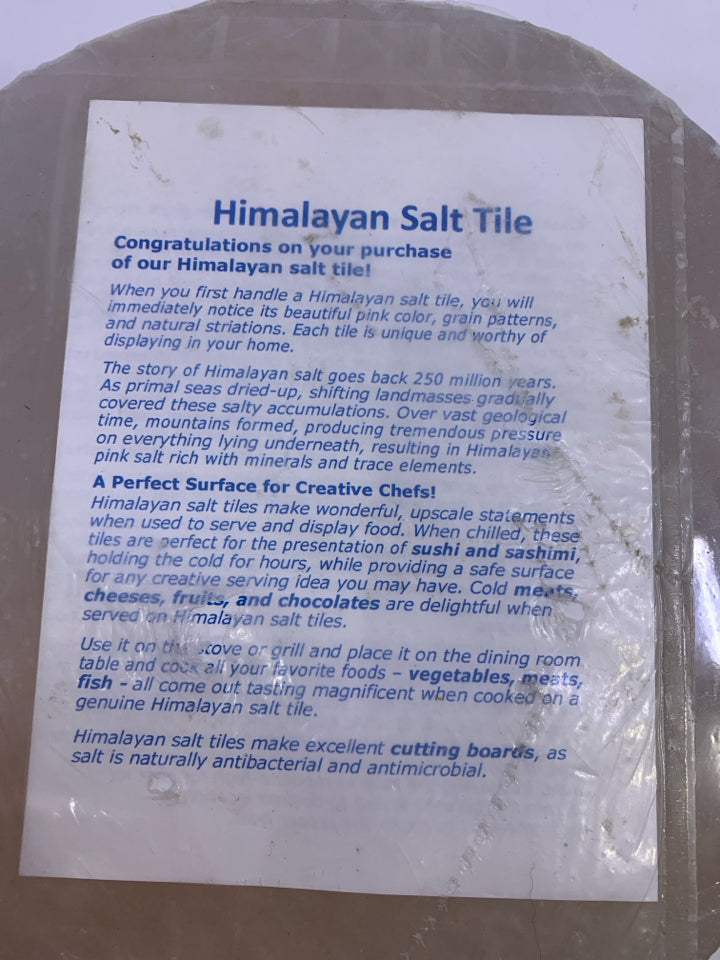 Himalayan Salt Tile
Congratulations on your purchase
of our Himalayan salt tile!
When you first handle a Himalayan salt tile, you will
immediately notice its beautiful pink color, grain patterns,
and natural striations. Each tile is unique and worthy of
displaying in your home.
The story of Himalayan salt goes back 250 million years.
As primal seas dried-up, shifting landmasses gradually
covered these salty accumulations. Over vast geological
time, mountains formed, producing tremendous pressure
on everything lying underneath, resulting in Himalayan
pink salt rich with minerals and trace elements.
A Perfect Surface for Creative Chefs!
Himalayan salt tiles make wonderful, upscale statements
when used to serve and display food. When chilled, these
tiles are perfect for the presentation of sushi and sashimi,
holding the cold for hours, while providing a safe surface
for any creative serving idea you may have. Cold meats,
cheeses, fruits, and chocolates are delightful when
served on Himalayan salt tiles.
Use it on the stove or grill and place it on the dining room
table and cook all your favorite foods – vegetables, meats,
fish – all come out tasting magnificent when cooked on a
genuine Himalayan salt tile.
Himalayan salt tiles make excellent cutting boards, as
salt is naturally antibacterial and antimicrobial.